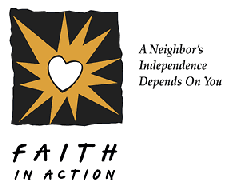 A Neighbor's
Independence
Depends On You
FAITH
IN ACTION